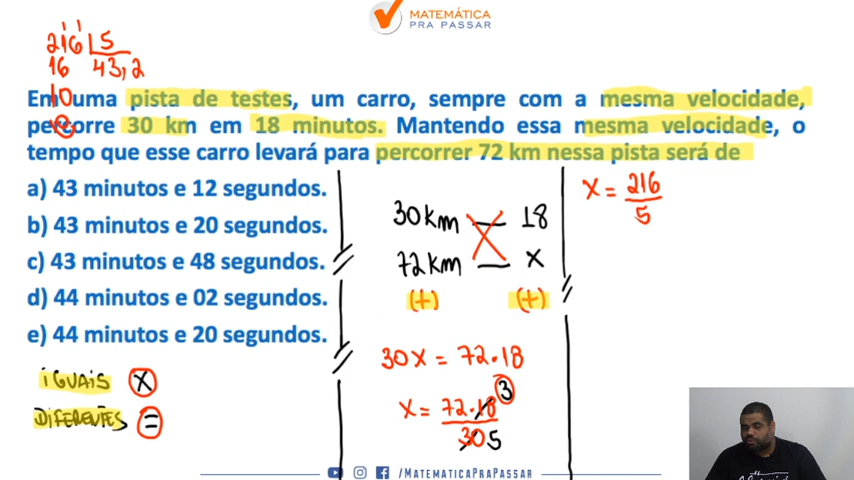 MATEMÁTICA
PRA PASSAR
216 | 5
16 43,2
10
0
Em uma pista de testes, um carro, sempre com a mesma velocidade,
percorre 30 km em 18 minutos. Mantendo essa mesma velocidade, o
tempo que esse carro levará para percorrer 72 km nessa pista será de
a) 43 minutos e 12 segundos.
b) 43 minutos e 20 segundos.
c) 43 minutos e 48 segundos.
d) 44 minutos e 02 segundos.
e) 44 minutos e 20 segundos.
iGUAIS X
DiFERENTES =
30km — 18
72km — x
(+) (+)
30x = 72.18
x = 72.18 3
30 5
x = 216
5
/MATEMATICAPRAPASSAR